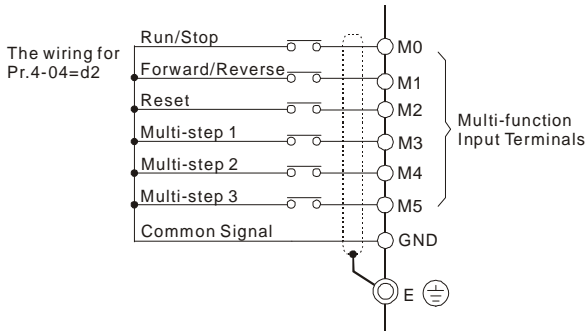 The wiring for
Pr.4-04=d2
Run/Stop
M0
Forward/Reverse
M1
Reset
M2
Multi-step 1
M3
Multi-step 2
M4
Multi-step 3
M5
Common Signal
GND
E
Multi-function
Input Terminals